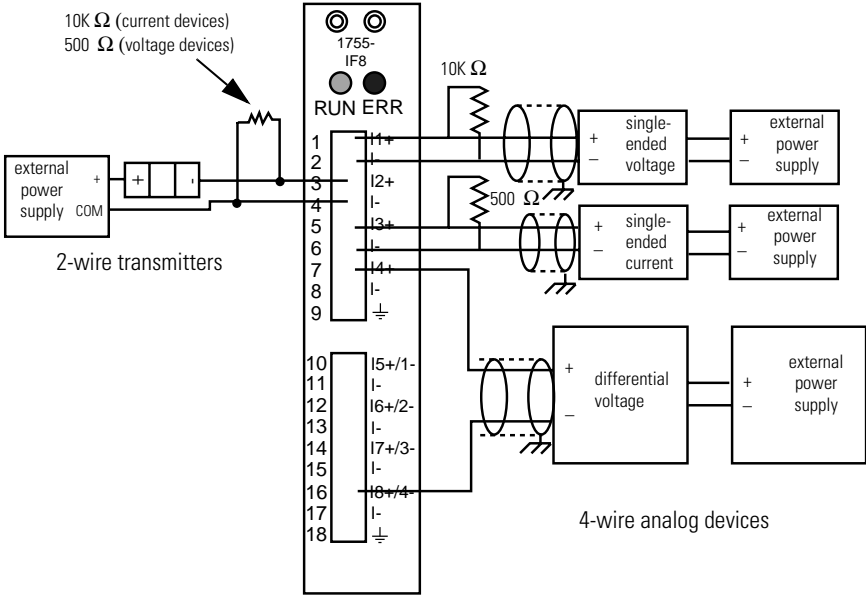 10K Ω (current devices)
500 Ω (voltage devices)
1755-
IF8
RUN ERR
10K Ω
500 Ω
1 I1+
2 I-
3 I2+
4 I-
5 I3+
6 I-
7 I4+
8 I-
9
10 I5+/1-
11 I-
12 I6+/2-
13 I-
14 I7+/3-
15 I-
16 I8+/4-
17 I-
18
external
power
supply
+
COM
+ -
2-wire transmitters
+
–
single-
ended
voltage
+
–
external
power
supply
+
–
single-
ended
current
+
–
external
power
supply
+
–
differential
voltage
+
–
external
power
supply
4-wire analog devices